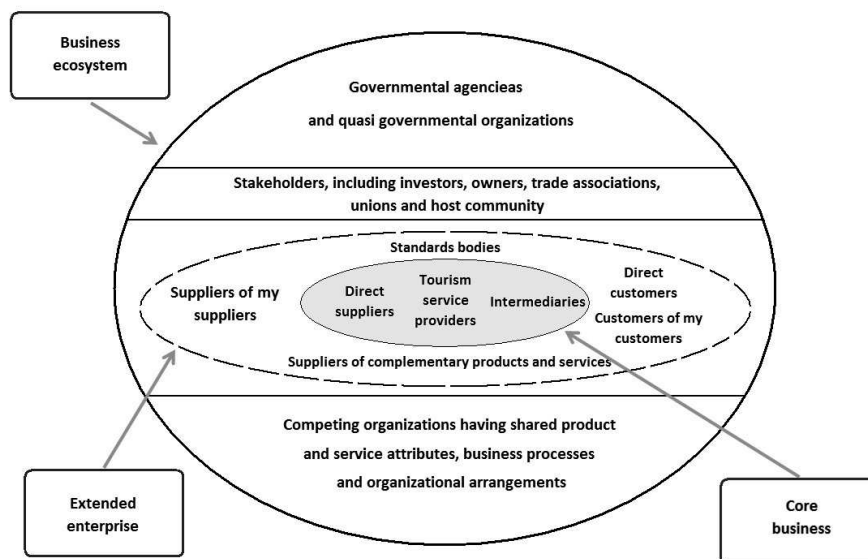 Business
ecosystem
Governmental agencieas
and quasi governmental organizations
Stakeholders, including investors, owners, trade associations,
unions and host community
Standards bodies
Suppliers of my
suppliers
Direct
suppliers
Tourism
service
providers
Intermediaries
Direct
customers
Customers of my
customers
Suppliers of complementary products and services
Competing organizations having shared product
and service attributes, business processes
and organizational arrangements
Extended
enterprise
Core
business